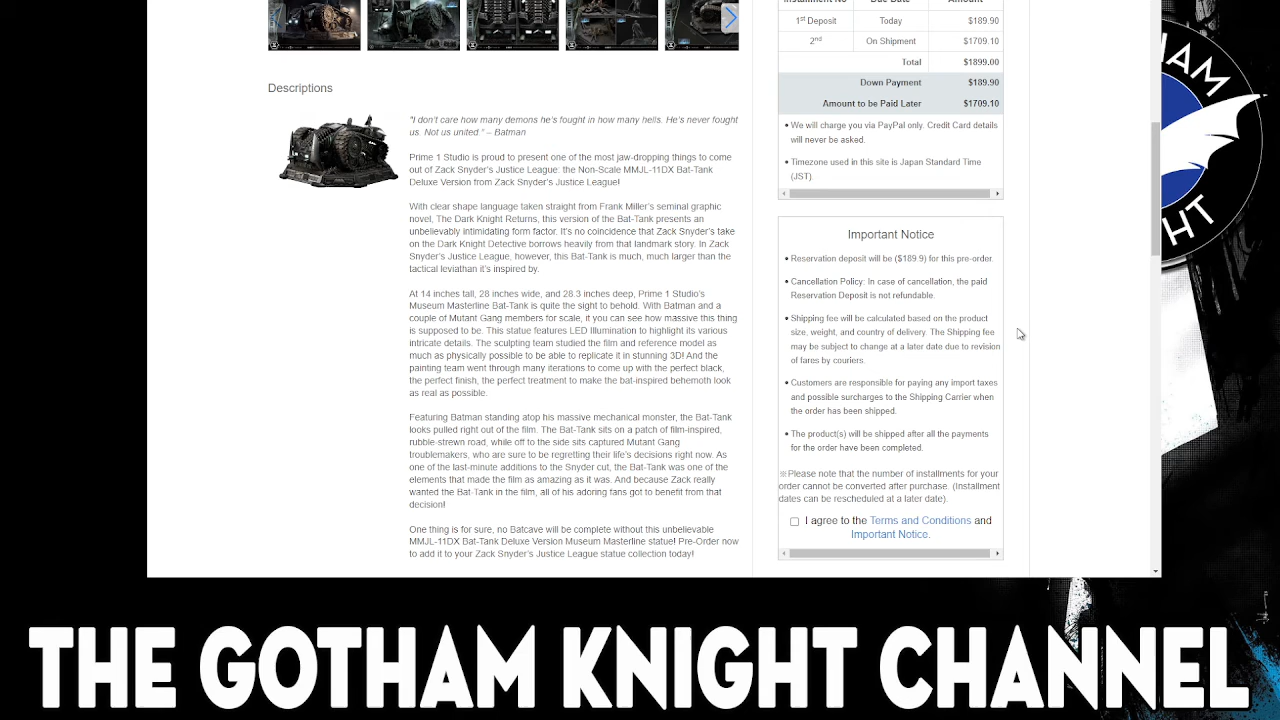 Installment No Due Date Amount
1st Deposit Today $189.90
2nd On Shipment $1709.10
Total $1899.00
Down Payment $189.90
Amount to be Paid Later $1709.10
• We will charge you via PayPal only. Credit Card details
will never be asked.
• Timezone used in this site is Japan Standard Time
(JST).
Descriptions
"I don't care how many demons he's fought in how many hells. He's never fought
us. Not us united." – Batman
Prime 1 Studio is proud to present one of the most jaw-dropping things to come
out of Zack Snyder's Justice League: the Non-Scale MMJL-11DX Bat-Tank
Deluxe Version from Zack Snyder's Justice League!
With clear shape language taken straight from Frank Miller's seminal graphic
novel, The Dark Knight Returns, this version of the Bat-Tank presents an
unbelievably intimidating form factor. It's no coincidence that Zack Snyder's take
on the Dark Knight Detective borrows heavily from that landmark story. In Zack
Snyder's Justice League, however, this Bat-Tank is much, much larger than the
tactical leviathan it's inspired by.
At 14 inches tall, 28 inches wide, and 28.3 inches deep, Prime 1 Studio's
Museum Masterline Bat-Tank is quite the sight to behold. With Batman and a
couple of Mutant Gang members for scale, it you can see how massive this thing
is supposed to be. This statue features LED Illumination to highlight its various
intricate details. The sculpting team studied the film and reference model as
much as physically possible to be able to replicate it in stunning 3D! And the
painting team went through many iterations to come up with the perfect black,
the perfect finish, the perfect treatment to make the bat-inspired behemoth look
as real as possible.
Featuring Batman standing atop his massive mechanical monster, the Bat-Tank
looks pulled right out of the film. The Bat-Tank sits on a patch of film-inspired,
rubble-strewn road, while off to the side sits captured Mutant Gang
troublemakers, who are sure to be regretting their life's decisions right now. As
one of the last-minute additions to the Snyder cut, the Bat-Tank was one of the
elements that made the film as amazing as it was. And because Zack really
wanted the Bat-Tank in the film, all of his adoring fans got to benefit from that
decision!
One thing is for sure, no Batcave will be complete without this unbelievable
MMJL-11DX Bat-Tank Deluxe Version Museum Masterline statue! Pre-Order now
to add it to your Zack Snyder's Justice League statue collection today!
Important Notice
• Reservation deposit will be ($189.9) for this pre-order.
• Cancellation Policy: In case of cancellation, the paid
Reservation Deposit is not refundable.
• Shipping fee will be calculated based on the product
size, weight, and country of delivery. The Shipping fee
may be subject to change at a later date due to revision
of fares by couriers.
• Customers are responsible for paying any import taxes
and possible surcharges to the Shipping Carrier when
the order has been shipped.
• The product(s) will be shipped after all the payments
for the order have been completed.
※Please note that the number of installments for your
order cannot be converted after purchase. (Installment
dates can be rescheduled at a later date).
I agree to the Terms and Conditions and
Important Notice.
THE GOTHAM KNIGHT CHANNEL